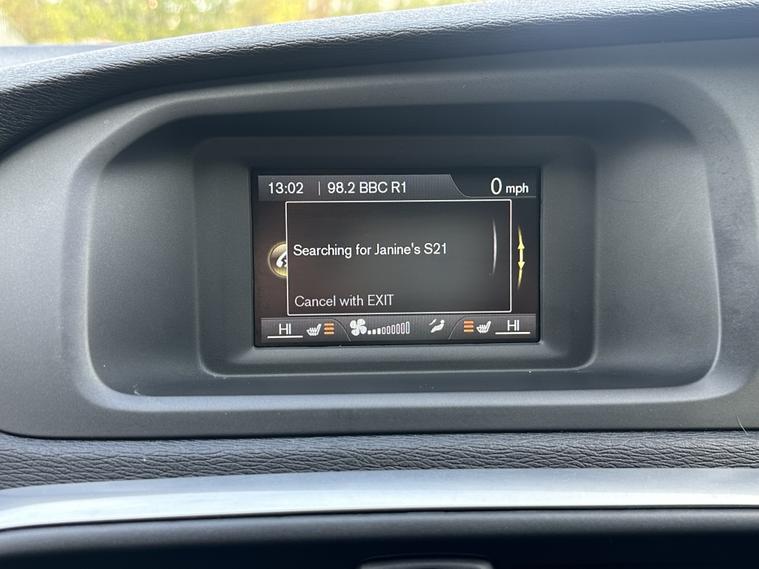 13:02 | 98.2 BBC R1 0 mph
Searching for Janine's S21
Cancel with EXIT
HI HI